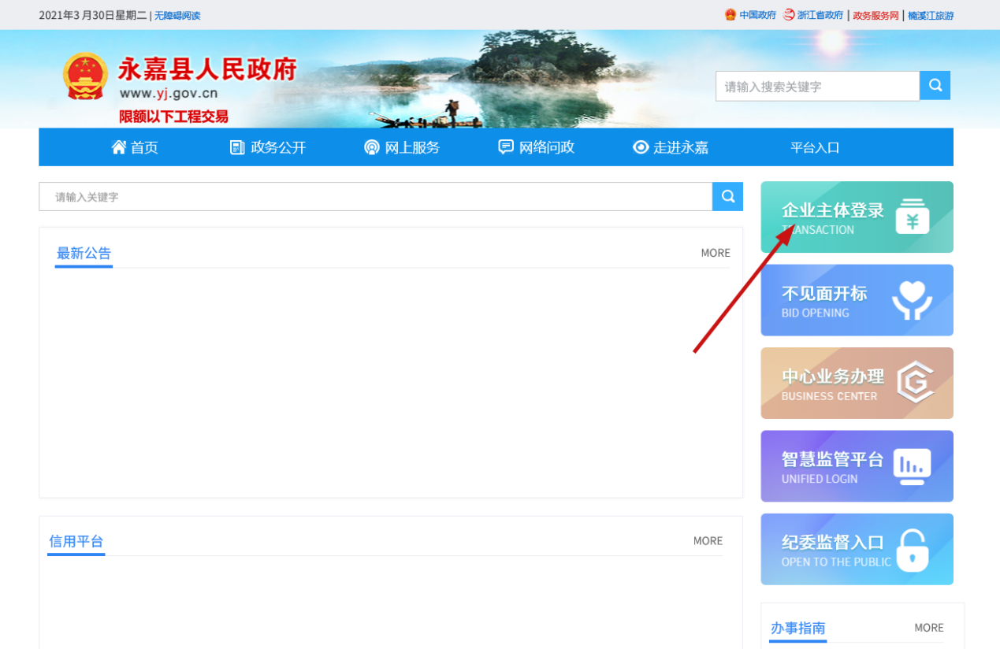 2021年3 月30日星期二 | 无障碍阅读
中国政府 浙江省政府 | 政务服务网 | 楠溪江旅游
永嘉县人民政府
www.yj.gov.cn
限额以下工程交易
请输入搜索关键字
首页 政务公开 网上服务 网络问政 走进永嘉 平台入口
请输入关键字
企业主体登录
TRANSACTION
最新公告 MORE
不见面开标
BID OPENING
中心业务办理
BUSINESS CENTER
智慧监管平台
UNIFIED LOGIN
信用平台 MORE
纪委监督入口
OPEN TO THE PUBLIC
办事指南 MORE